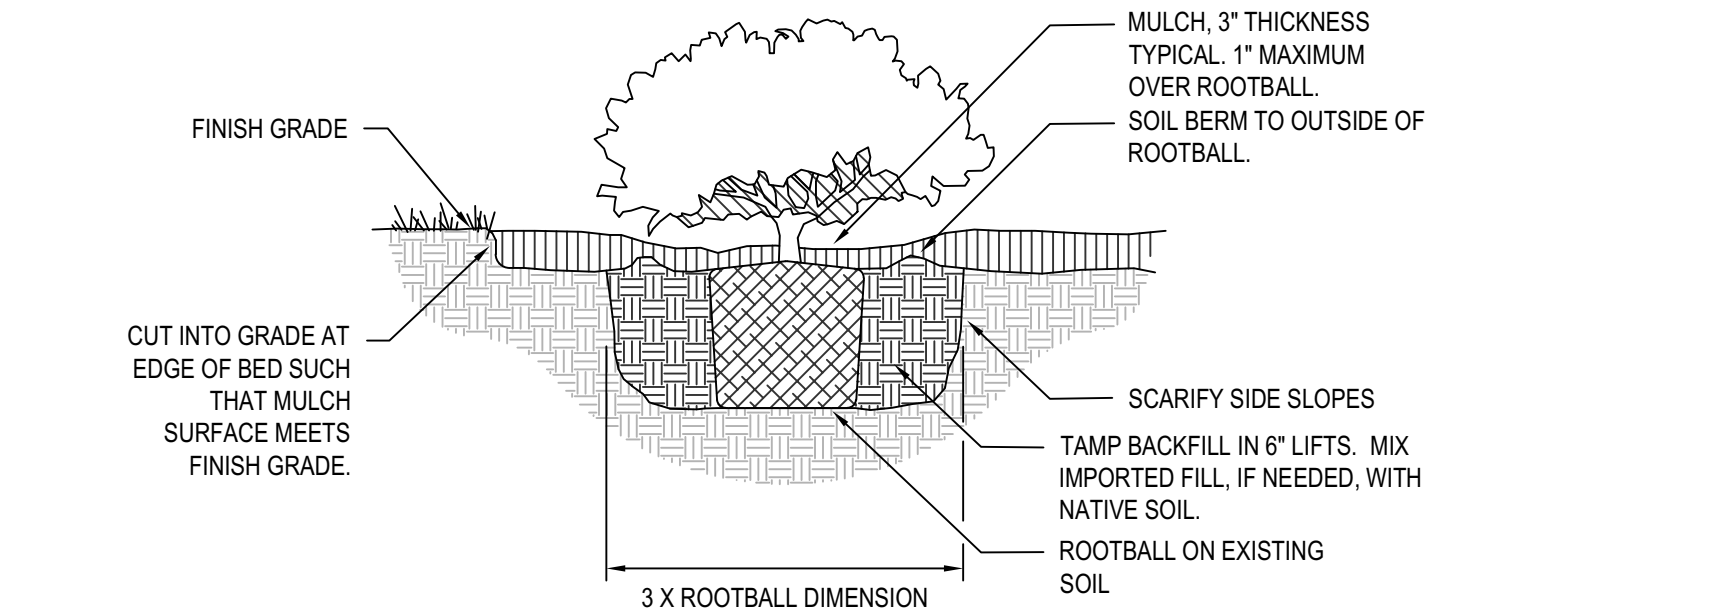 FINISH GRADE
CUT INTO GRADE AT
EDGE OF BED SUCH
THAT MULCH
SURFACE MEETS
FINISH GRADE.
MULCH, 3" THICKNESS
TYPICAL. 1" MAXIMUM
OVER ROOTBALL.
SOIL BERM TO OUTSIDE OF
ROOTBALL.
SCARIFY SIDE SLOPES
TAMP BACKFILL IN 6" LIFTS. MIX
IMPORTED FILL, IF NEEDED, WITH
NATIVE SOIL.
ROOTBALL ON EXISTING
SOIL
3 X ROOTBALL DIMENSION